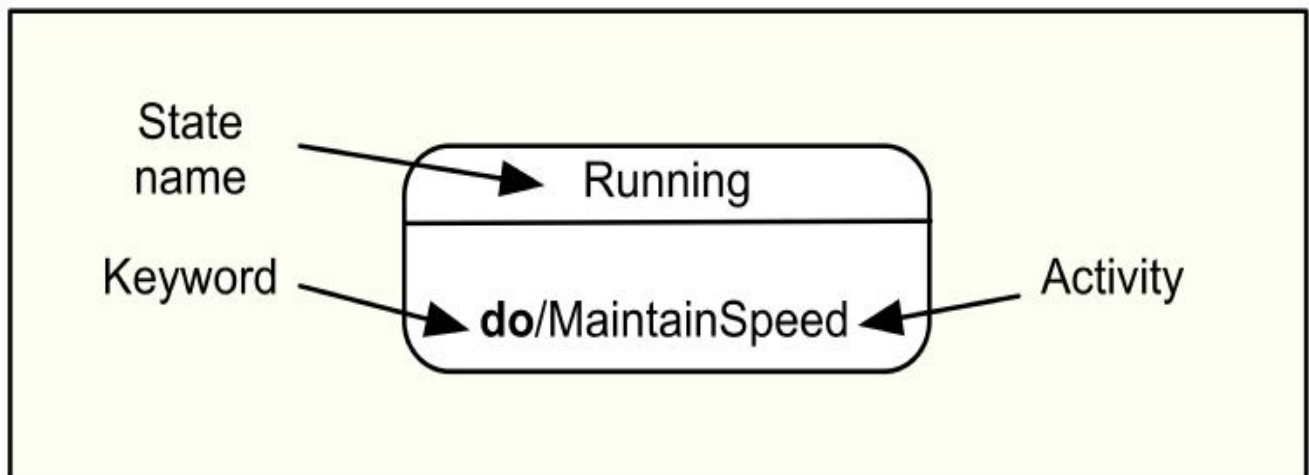 State
name
Running
Keyword
do/MaintainSpeed
Activity